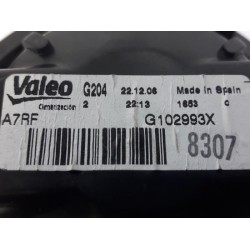 Valeo G204 22.12.06 Made in Spain
Climatización 2 22:13 1653 C
A7RF G102993X
8307